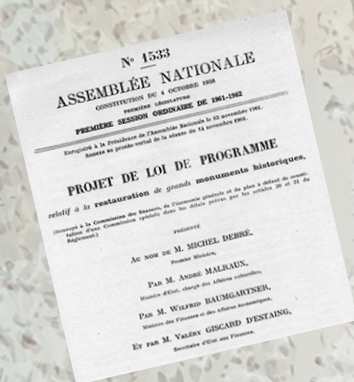 N° 1533
ASSEMBLÉE NATIONALE
CONSTITUTION DU 4 OCTOBRE 1958
PREMIÈRE LÉGISLATURE
PREMIÈRE SESSION ORDINAIRE DE 1961-1962
Enregistré à la Présidence de l'Assemblée Nationale le 13 novembre 1961.
Annexe au procès-verbal de la séance du 14 novembre 1961.
PROJET DE LOI DE PROGRAMME
relatif à la restauration de grands monuments historiques,
(Renvoyé à la Commission des finances, de l'économie générale et du plan à défaut de consti-
tution d'une Commission spéciale dans les délais prévus par les articles 30 et 31 du
Règlement.)
PRÉSENTÉ
AU NOM DE M. MICHEL DEBRÉ,
Premier Ministre,
PAR M. ANDRÉ MALRAUX,
Ministre d'État, chargé des Affaires culturelles,
PAR M. WILFRID BAUMGARTNER,
Ministre des Finances et des Affaires économiques,
ET PAR M. VALÉRY GISCARD D'ESTAING,
Secrétaire d'État aux Finances.